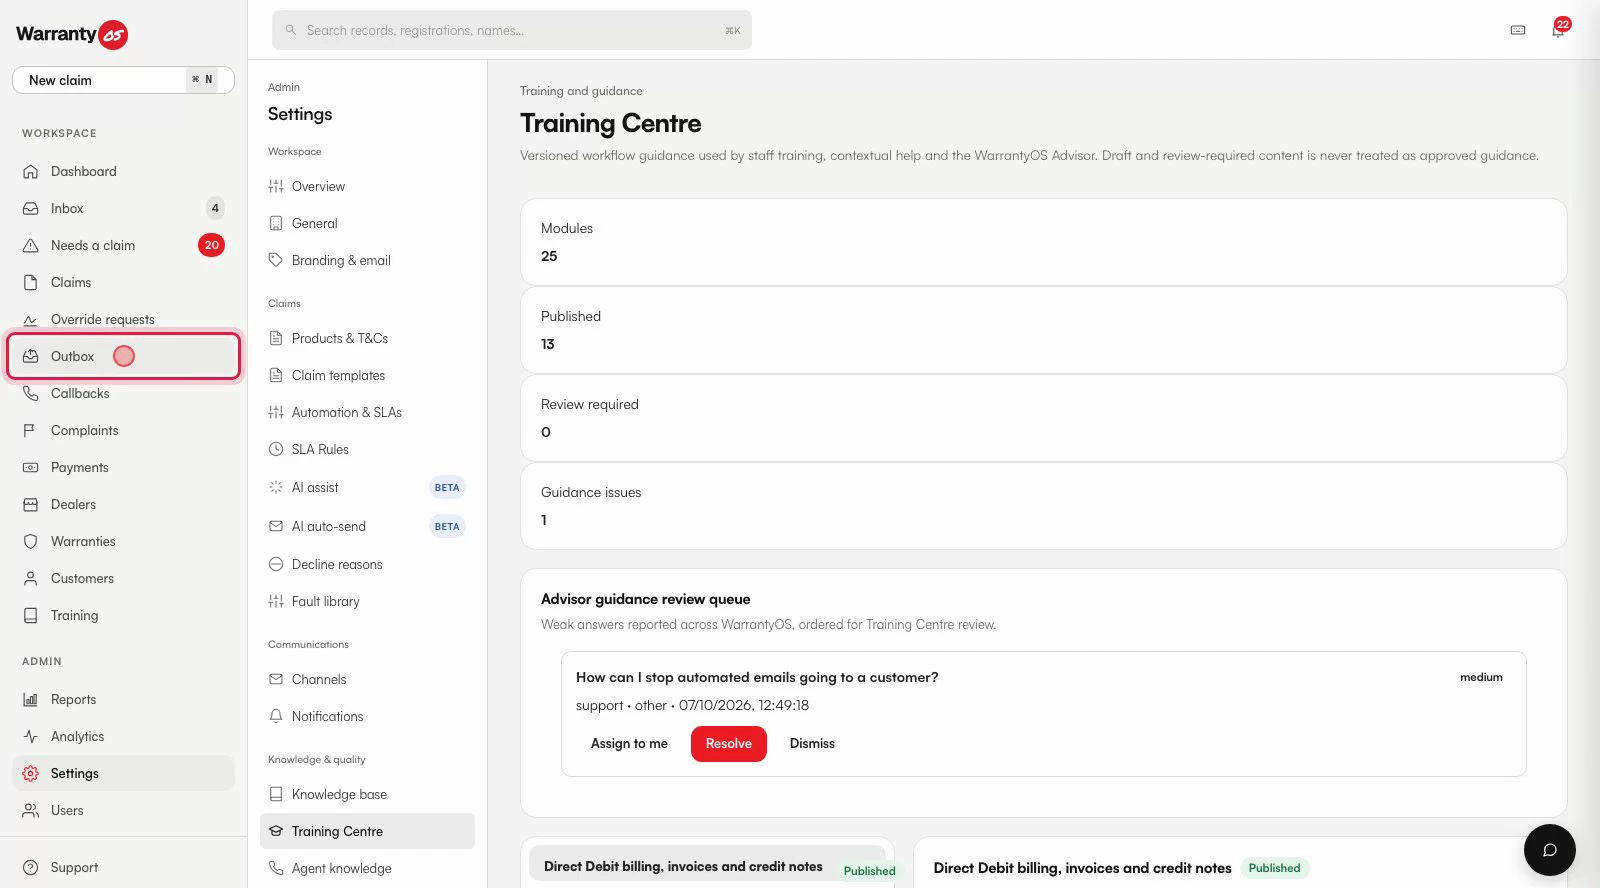 Warranty OS
New claim ⌘ N
WORKSPACE
Dashboard
Inbox 4
Needs a claim 20
Claims
Override requests
Outbox
Callbacks
Complaints
Payments
Dealers
Warranties
Customers
Training
ADMIN
Reports
Analytics
Settings
Users
Support
Search records, registrations, names... ⌘K
22
Admin
Settings
Workspace
Overview
General
Branding & email
Claims
Products & T&Cs
Claim templates
Automation & SLAs
SLA Rules
AI assist BETA
AI auto-send BETA
Decline reasons
Fault library
Communications
Channels
Notifications
Knowledge & quality
Knowledge base
Training Centre
Agent knowledge
Training and guidance
Training Centre
Versioned workflow guidance used by staff training, contextual help and the WarrantyOS Advisor. Draft and review-required content is never treated as approved guidance.
Modules
25
Published
13
Review required
0
Guidance issues
1
Advisor guidance review queue
Weak answers reported across WarrantyOS, ordered for Training Centre review.
How can I stop automated emails going to a customer? medium
support • other • 07/10/2026, 12:49:18
Assign to me Resolve Dismiss
Direct Debit billing, invoices and credit notes Published
Direct Debit billing, invoices and credit notes Published